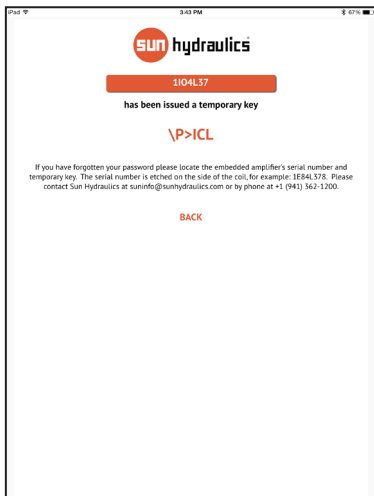 iPad 3:43 PM 67%
sun hydraulics
1IO4L37
has been issued a temporary key
\P>ICL
If you have forgotten your password please locate the embedded amplifier's serial number and
temporary key. The serial number is etched on the side of the coil, for example: 1E84L378. Please
contact Sun Hydraulics at suninfo@sunhydraulics.com or by phone at +1 (941) 362-1200.
BACK